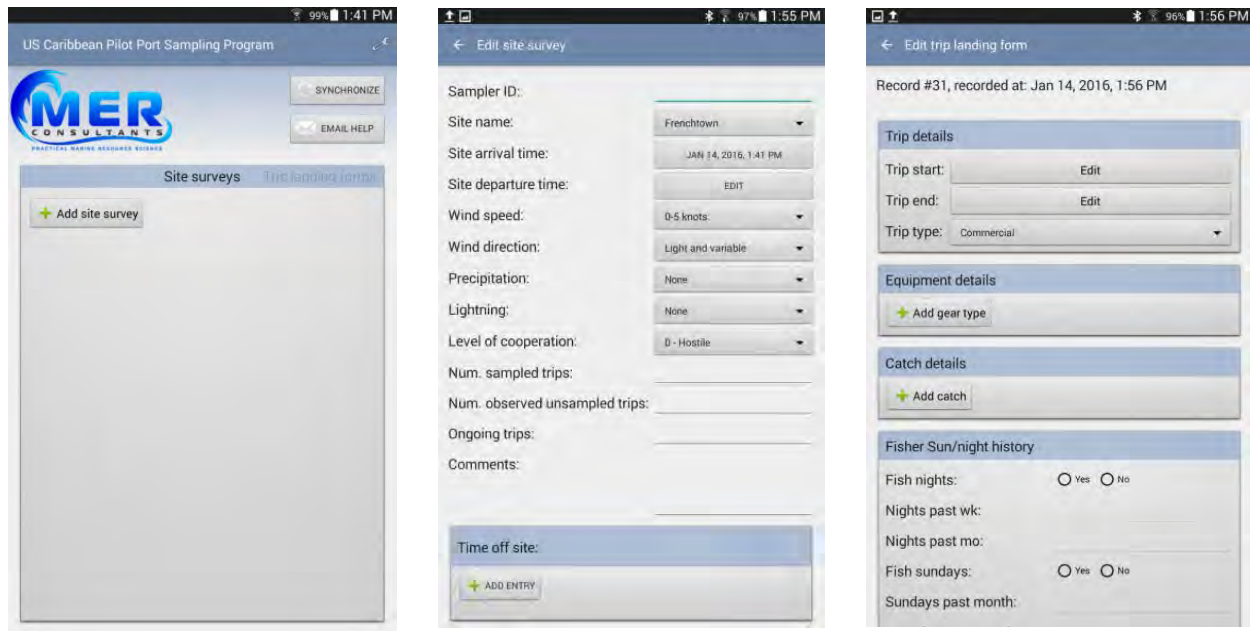 99% 1:41 PM
US Caribbean Pilot Port Sampling Program
MER
CONSULTANTS
PRACTICAL MARINE RESOURCE SCIENCE
SYNCHRONIZE
EMAIL HELP
Site surveys Trip landing forms
Add site survey
97% 1:55 PM
Edit site survey
Sampler ID:
Site name: Frenchtown
Site arrival time: JAN 14, 2016, 1:41 PM
Site departure time: EDIT
Wind speed: 0-5 knots
Wind direction: Light and variable
Precipitation: None
Lightning: None
Level of cooperation: 0 - Hostile
Num. sampled trips:
Num. observed unsampled trips:
Ongoing trips:
Comments:
Time off site:
ADD ENTRY
96% 1:56 PM
Edit trip landing form
Record #31, recorded at: Jan 14, 2016, 1:56 PM
Trip details
Trip start: Edit
Trip end: Edit
Trip type: Commercial
Equipment details
Add gear type
Catch details
Add catch
Fisher Sun/night history
Fish nights: Yes No
Nights past wk:
Nights past mo:
Fish sundays: Yes No
Sundays past month: